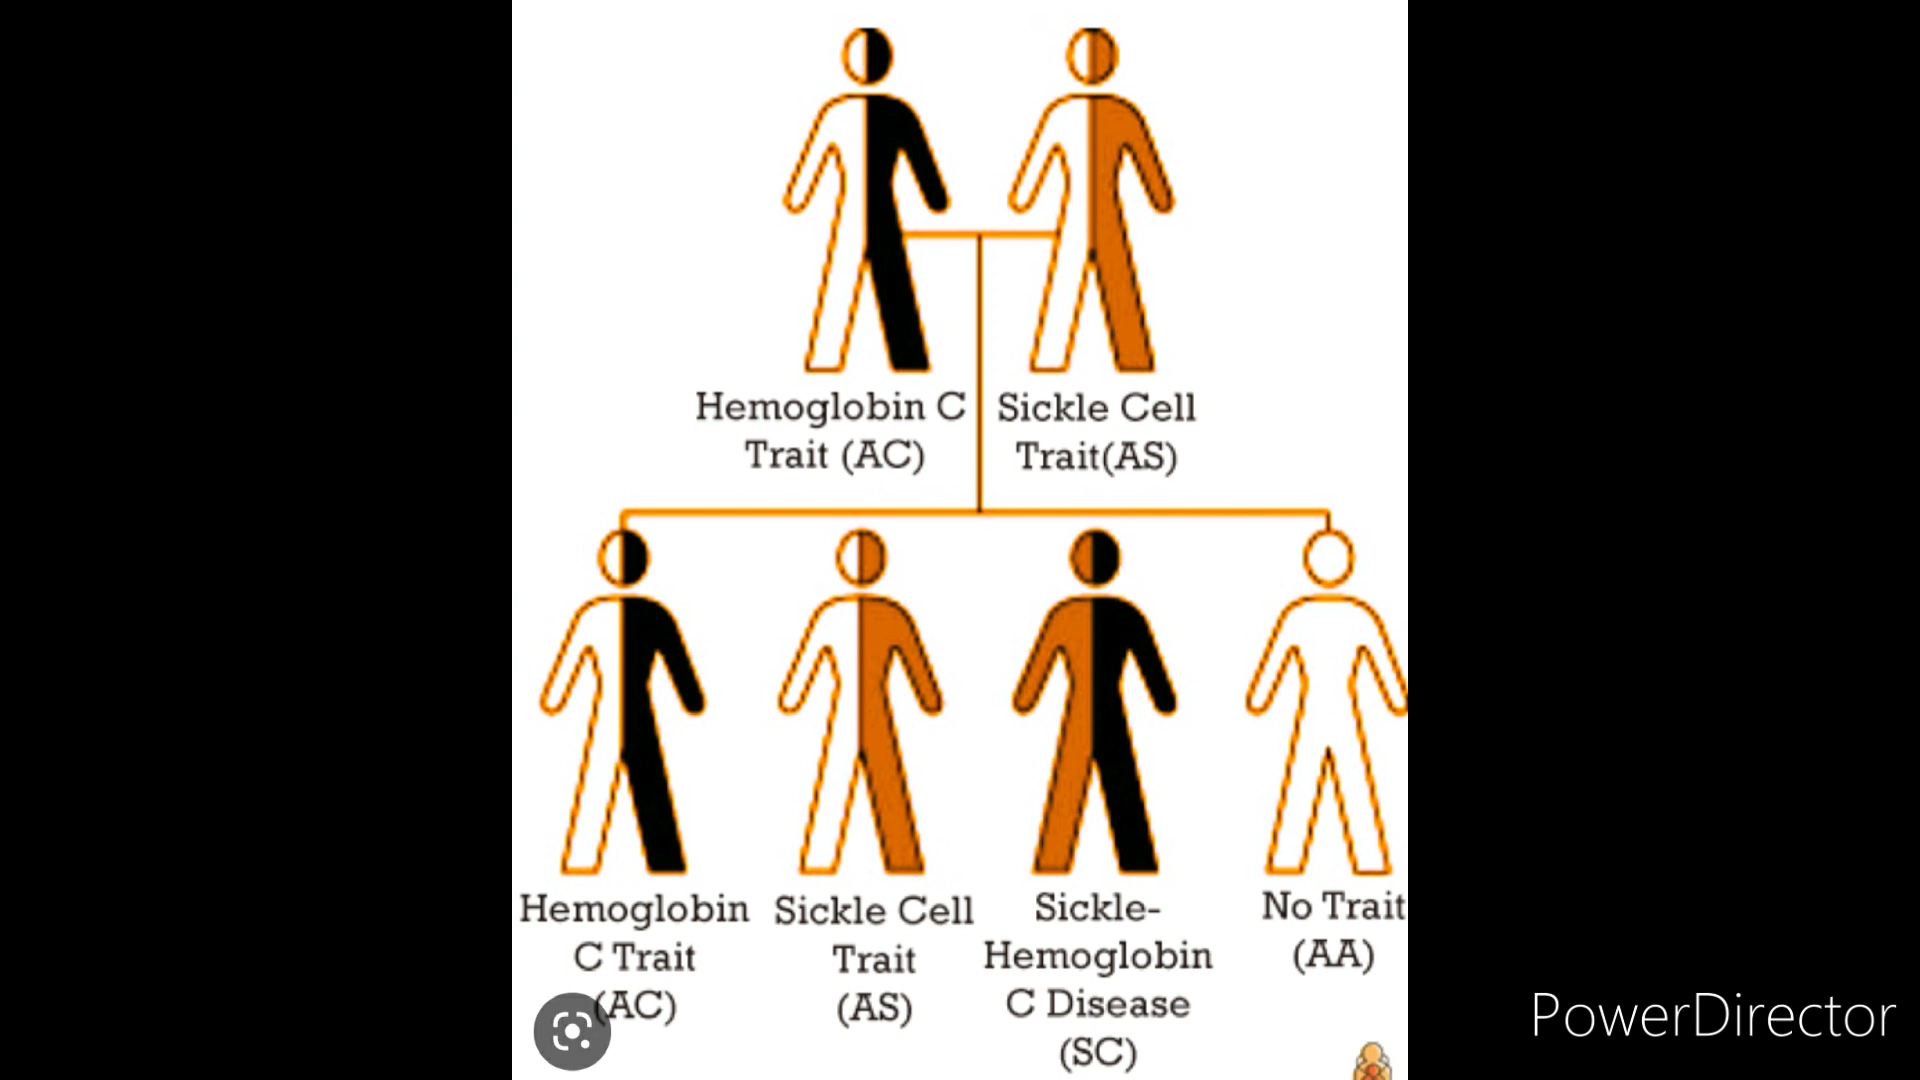 Hemoglobin C
Trait (AC)
Sickle Cell
Trait(AS)
Hemoglobin
C Trait
(AC)
Sickle Cell
Trait
(AS)
Sickle-
Hemoglobin
C Disease
(SC)
No Trait
(AA)
PowerDirector